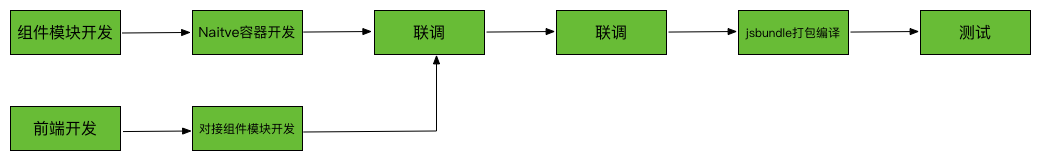 组件模块开发
Naitve容器开发
联调
联调
jsbundle打包编译
测试
前端开发
对接组件模块开发